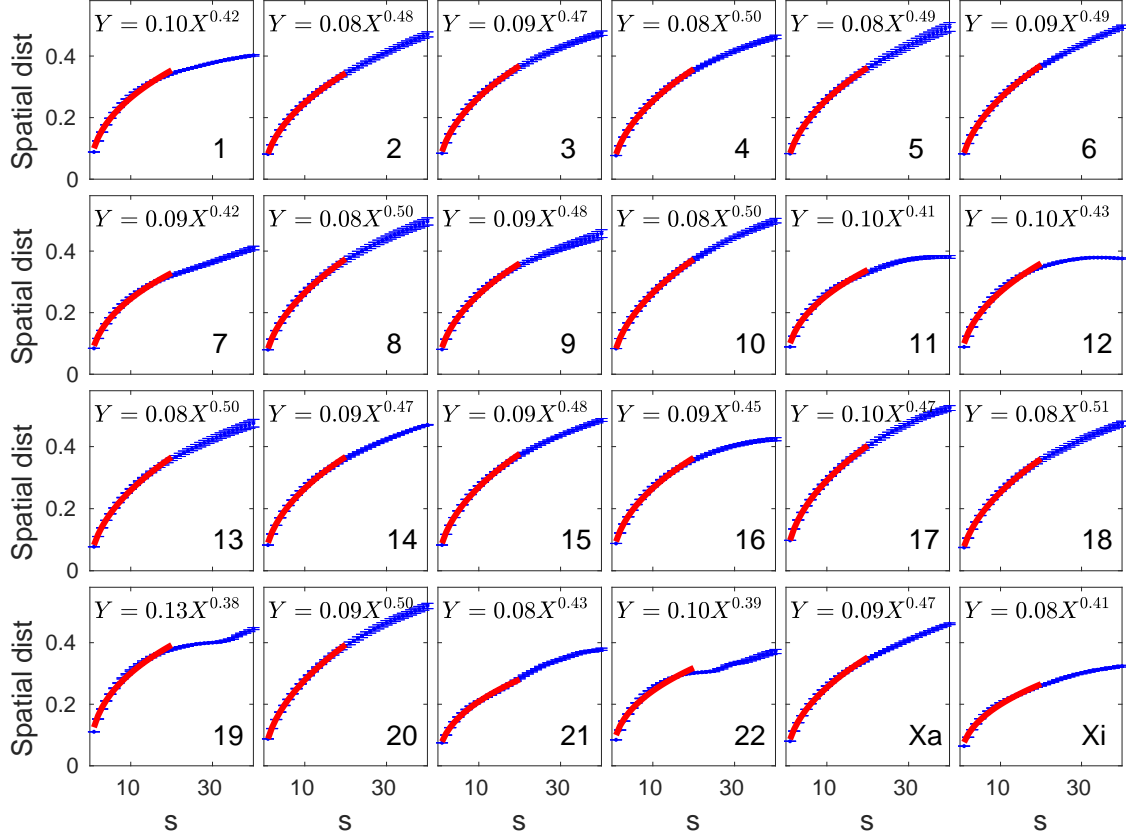 Spatial dist
0.4
0.2
0
Y = 0.10X^0.42
1
Y = 0.08X^0.48
2
Y = 0.09X^0.47
3
Y = 0.08X^0.50
4
Y = 0.08X^0.49
5
Y = 0.09X^0.49
6
Spatial dist
0.4
0.2
0
Y = 0.09X^0.42
7
Y = 0.08X^0.50
8
Y = 0.09X^0.48
9
Y = 0.08X^0.50
10
Y = 0.10X^0.41
11
Y = 0.10X^0.43
12
Spatial dist
0.4
0.2
0
Y = 0.08X^0.50
13
Y = 0.09X^0.47
14
Y = 0.09X^0.48
15
Y = 0.09X^0.45
16
Y = 0.10X^0.47
17
Y = 0.08X^0.51
18
Spatial dist
0.4
0.2
0
Y = 0.13X^0.38
19
Y = 0.09X^0.50
20
Y = 0.08X^0.43
21
Y = 0.10X^0.39
22
Y = 0.09X^0.47
Xa
Y = 0.08X^0.41
Xi
10 30
10 30
10 30
10 30
10 30
10 30
s
s
s
s
s
s